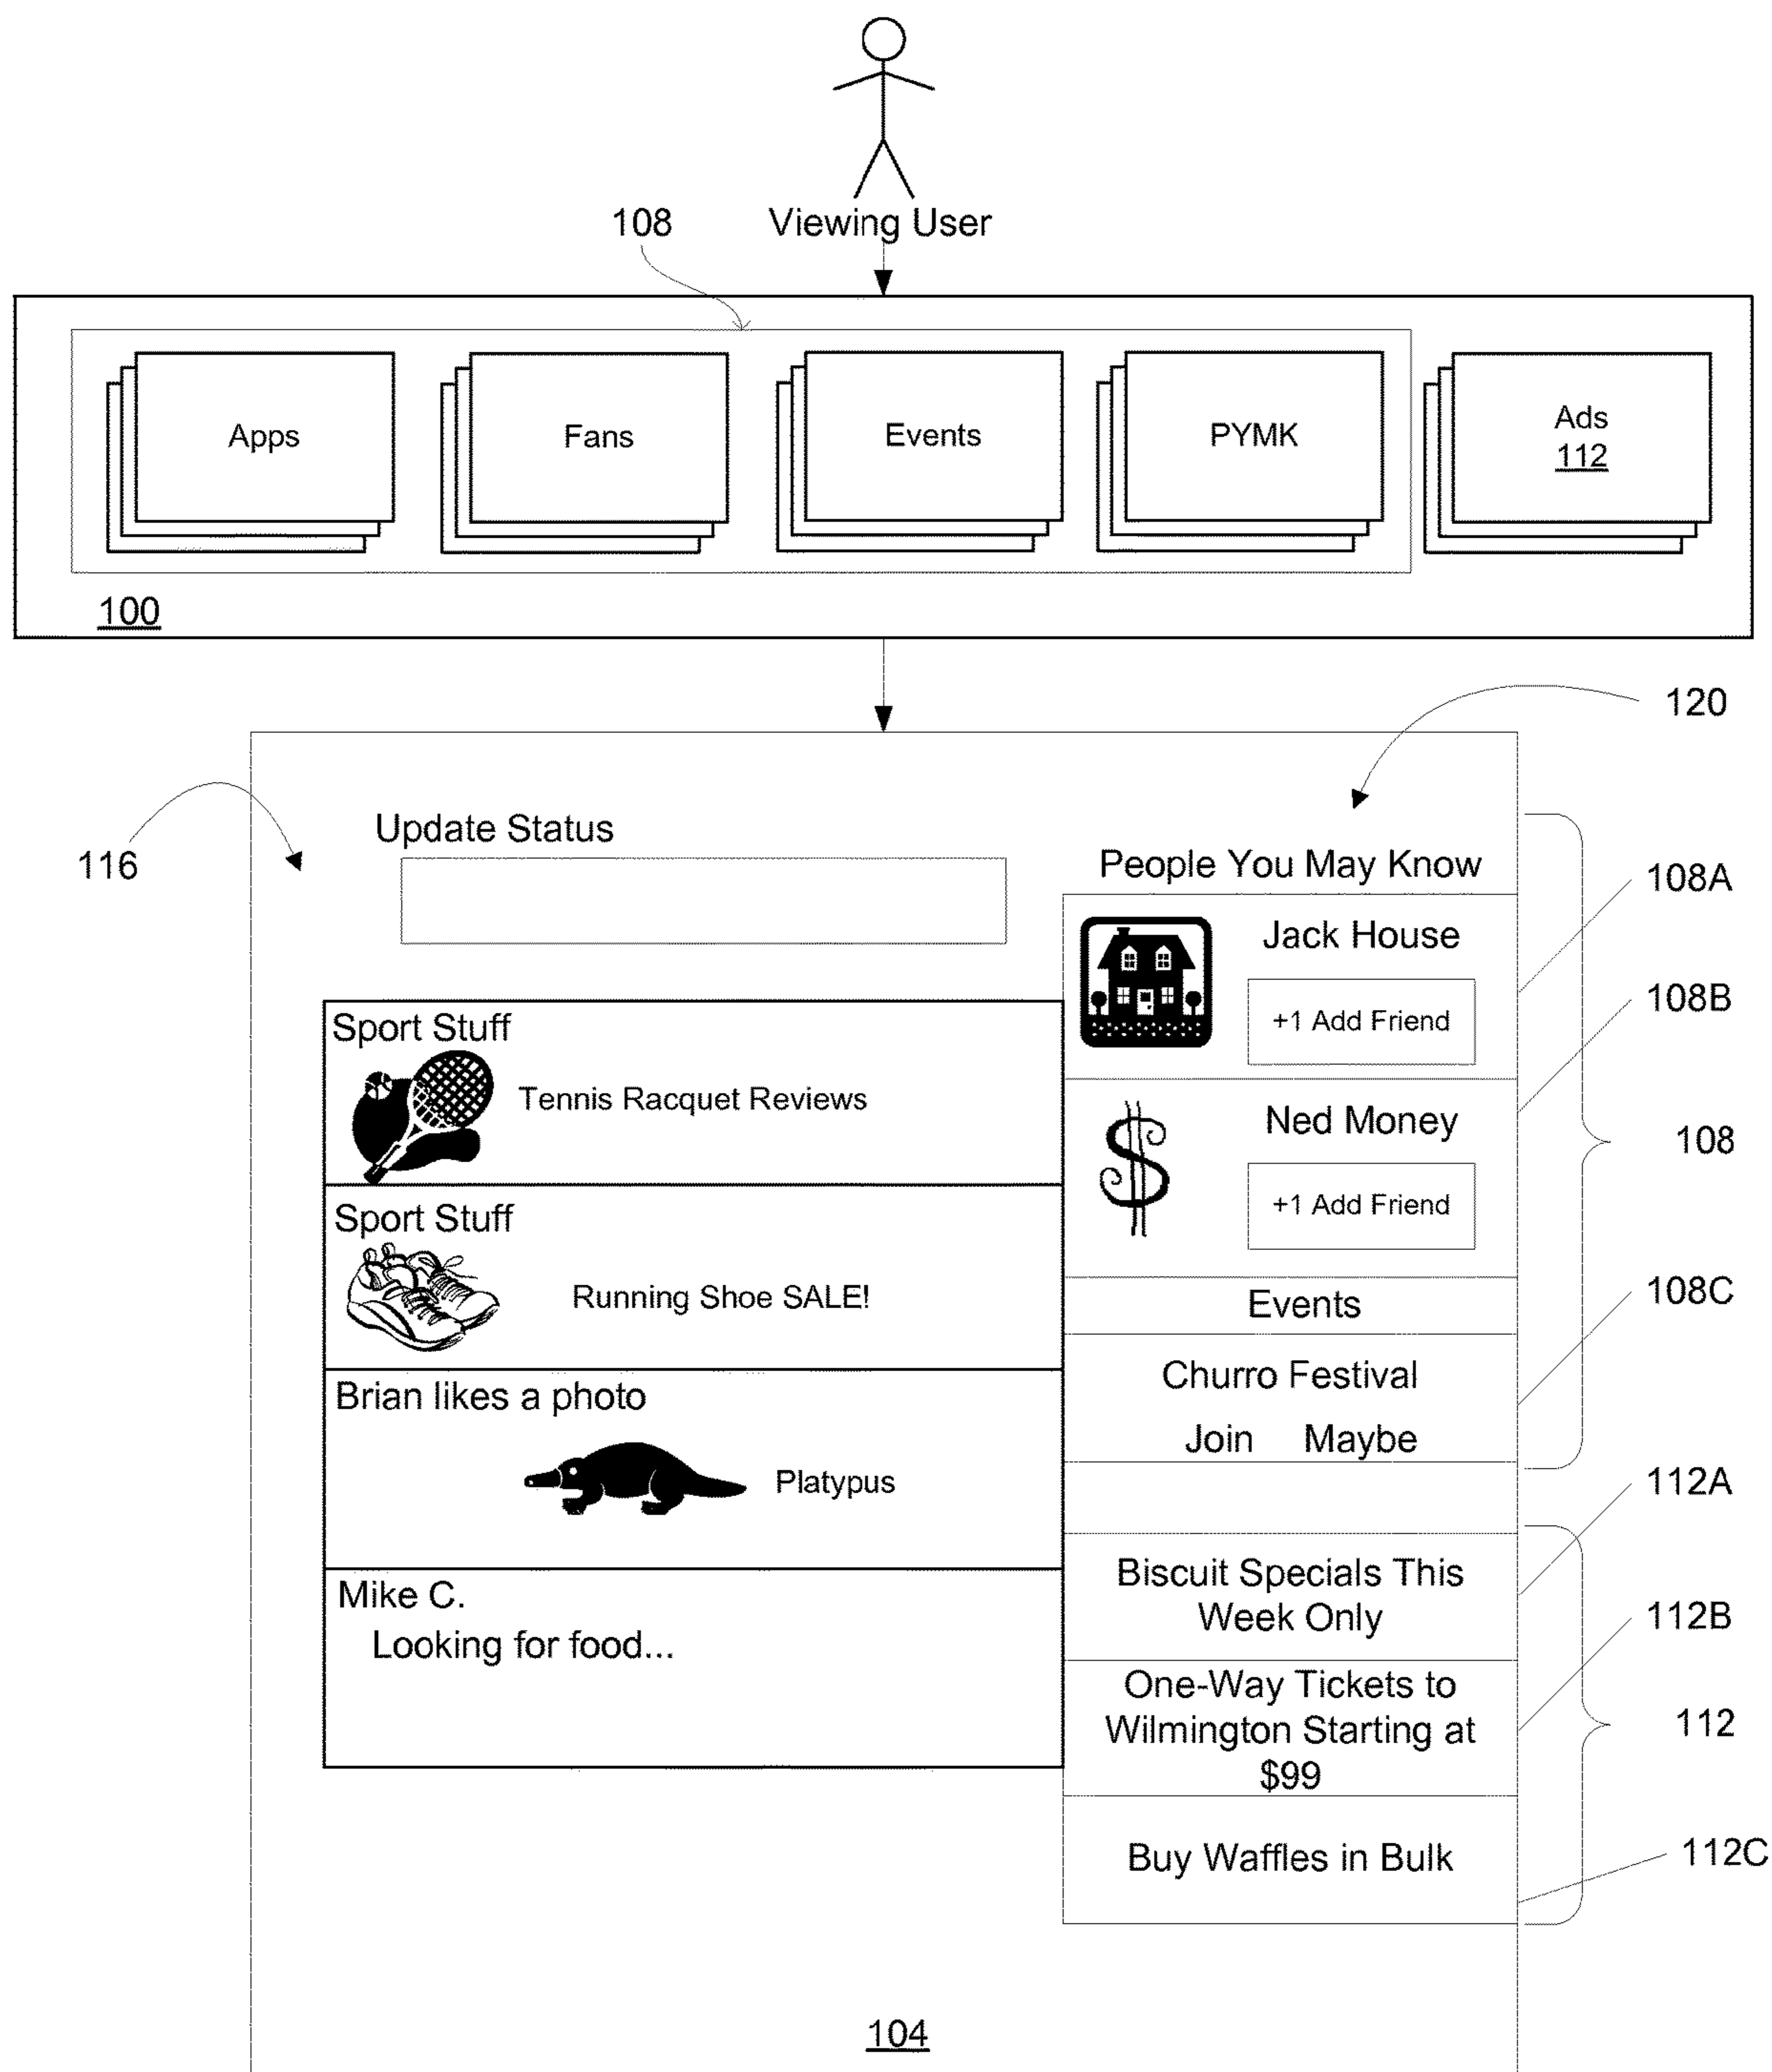 Viewing User
108
Apps
Fans
Events
PYMK
Ads
112
100
120
116
Update Status
People You May Know
Jack House
+1 Add Friend
108A
Ned Money
+1 Add Friend
108B
108
Events
Churro Festival
Join Maybe
108C
Sport Stuff
Tennis Racquet Reviews
Sport Stuff
Running Shoe SALE!
Brian likes a photo
Platypus
Mike C.
Looking for food...
Biscuit Specials This
Week Only
112A
One-Way Tickets to
Wilmington Starting at
$99
112B
112
Buy Waffles in Bulk
112C
104